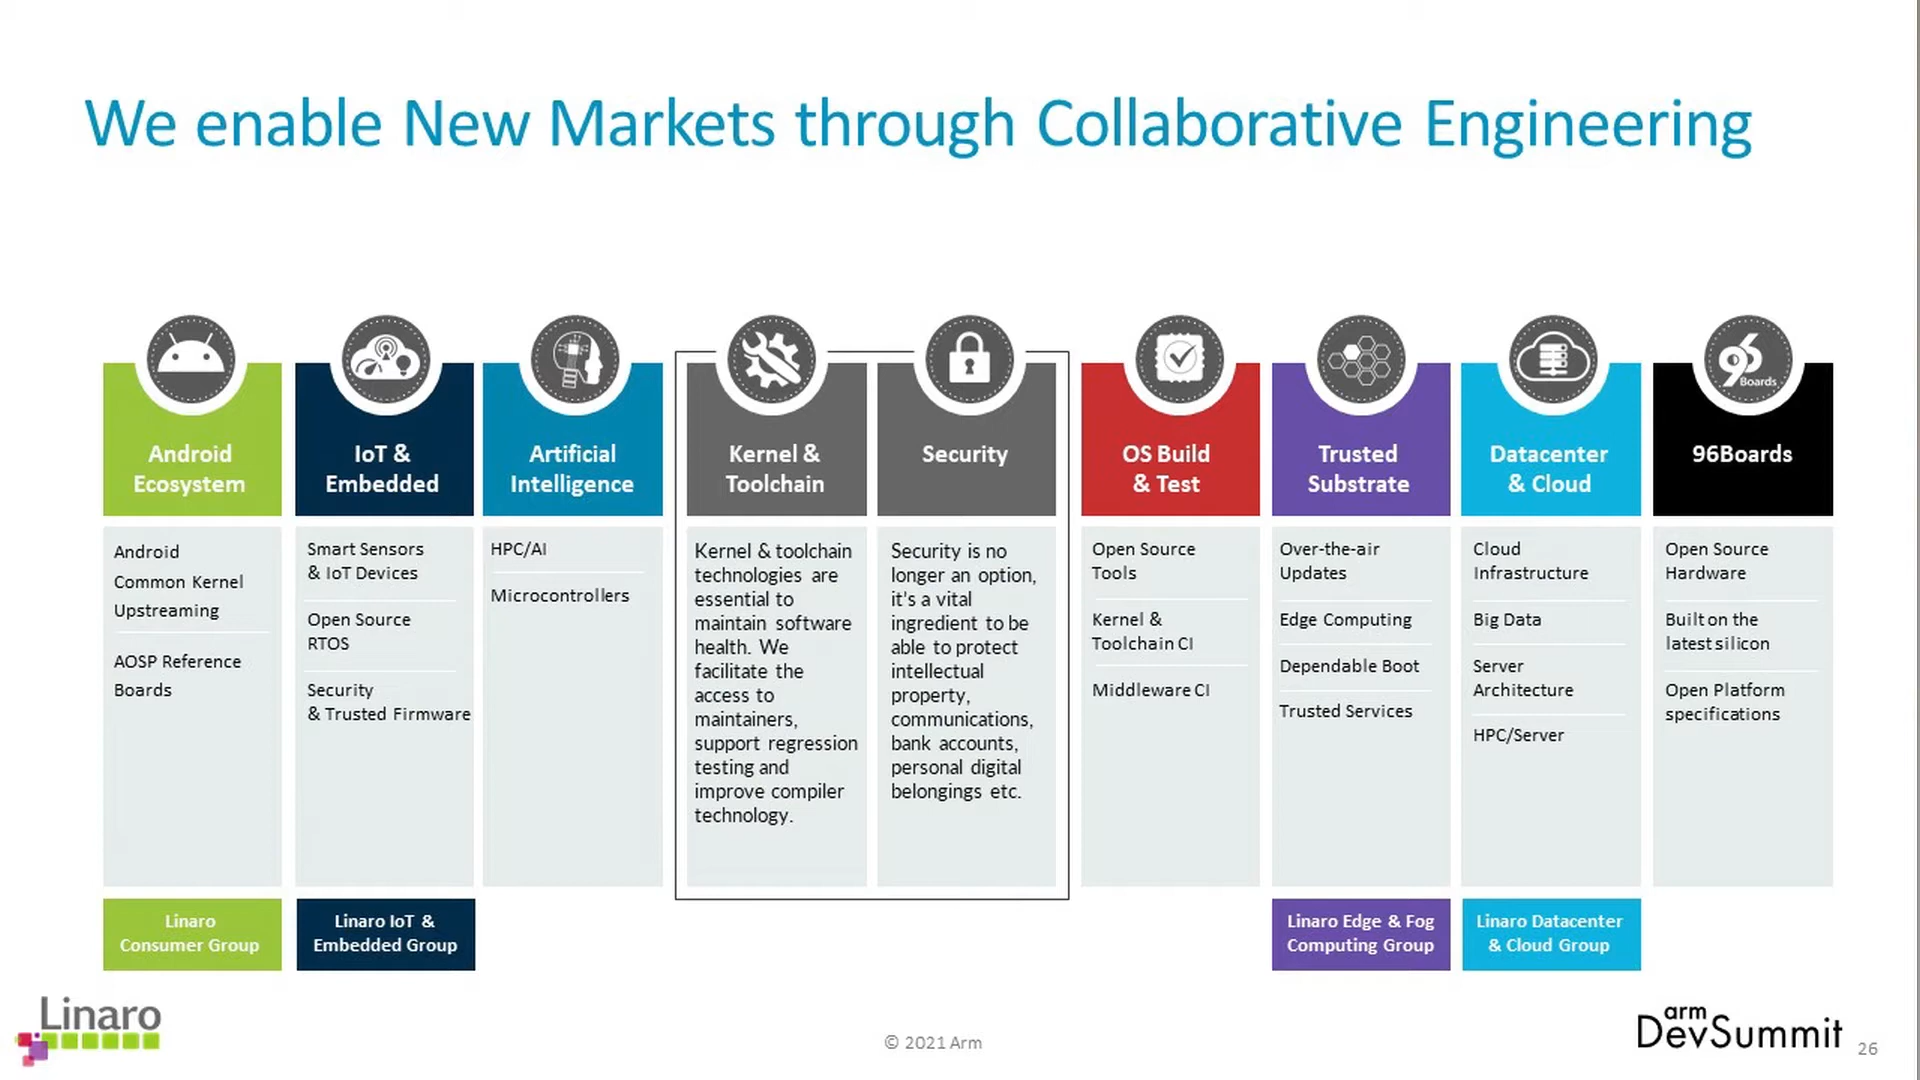 We enable New Markets through Collaborative Engineering
Android
Ecosystem
Android
Common Kernel
Upstreaming
AOSP Reference
Boards
Linaro
Consumer Group
IoT &
Embedded
Smart Sensors
& IoT Devices
Open Source
RTOS
Security
& Trusted Firmware
Linaro IoT &
Embedded Group
Artificial
Intelligence
HPC/AI
Microcontrollers
Kernel &
Toolchain
Kernel & toolchain
technologies are
essential to
maintain software
health. We
facilitate the
access to
maintainers,
support regression
testing and
improve compiler
technology.
Security
Security is no
longer an option,
it's a vital
ingredient to be
able to protect
intellectual
property,
communications,
bank accounts,
personal digital
belongings etc.
OS Build
& Test
Open Source
Tools
Kernel &
Toolchain CI
Middleware CI
Trusted
Substrate
Over-the-air
Updates
Edge Computing
Dependable Boot
Trusted Services
Linaro Edge & Fog
Computing Group
Datacenter
& Cloud
Cloud
Infrastructure
Big Data
Server
Architecture
HPC/Server
Linaro Datacenter
& Cloud Group
96
Boards
96Boards
Open Source
Hardware
Built on the
latest silicon
Open Platform
specifications
Linaro
© 2021 Arm
arm
DevSummit
26